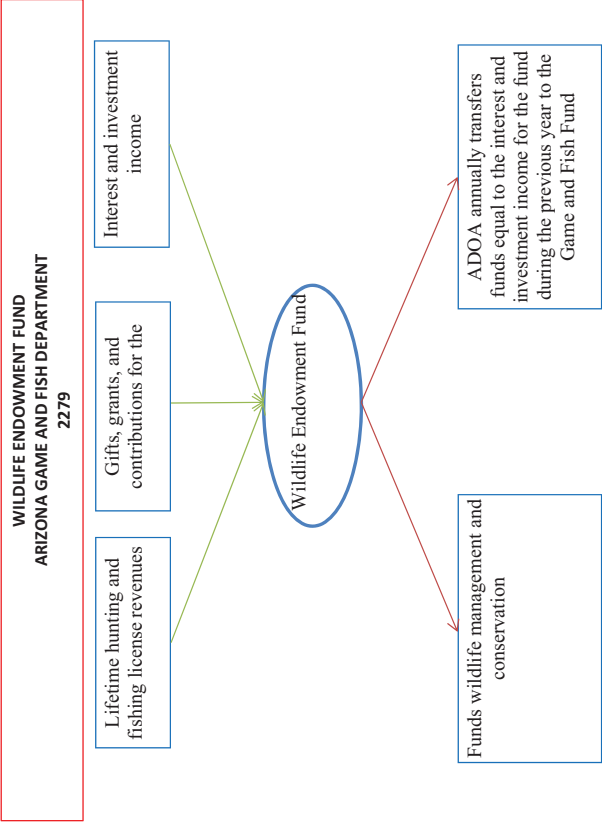 WILDLIFE ENDOWMENT FUND
ARIZONA GAME AND FISH DEPARTMENT
2279
Lifetime hunting and
fishing license revenues
Gifts, grants, and
contributions for the
Interest and investment
income
Wildlife Endowment Fund
Funds wildlife management and
conservation
ADOA annually transfers
funds equal to the interest and
investment income for the fund
during the previous year to the
Game and Fish Fund